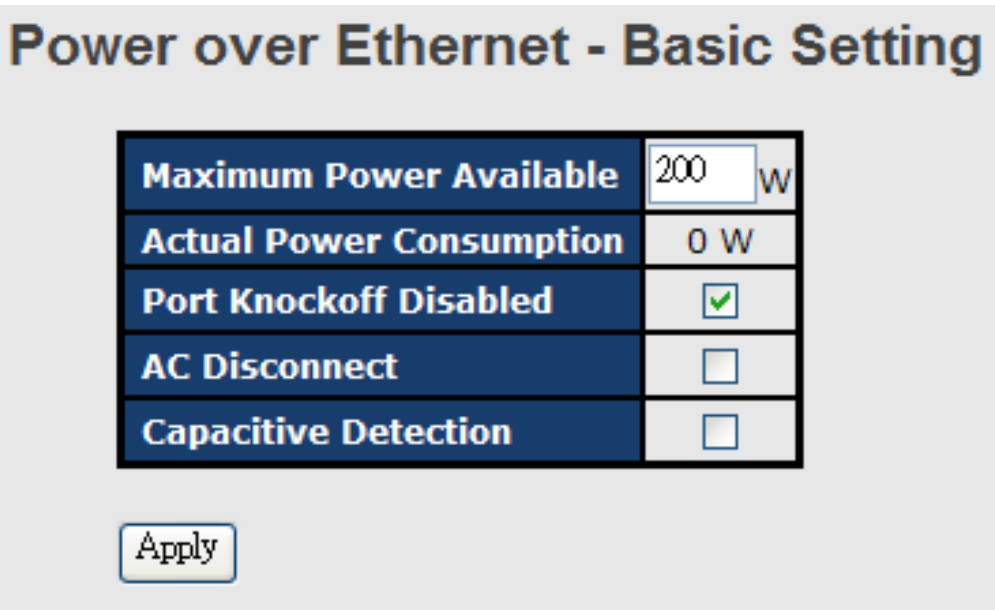 Power over Ethernet - Basic Setting
Maximum Power Available 200 W
Actual Power Consumption 0 W
Port Knockoff Disabled
AC Disconnect
Capacitive Detection
Apply